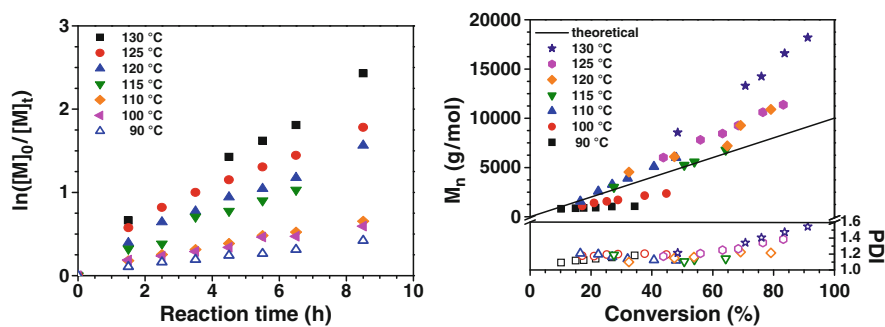 3
2
1
0
0
2
4
6
8
10
ln([M]0/[M]t)
Reaction time (h)
130 °C
125 °C
120 °C
115 °C
110 °C
100 °C
90 °C
20000
15000
10000
5000
0
Mn (g/mol)
theoretical
130 °C
125 °C
120 °C
115 °C
110 °C
100 °C
90 °C
1.6
1.4
1.2
1.0
PDI
0
20
40
60
80
100
Conversion (%)